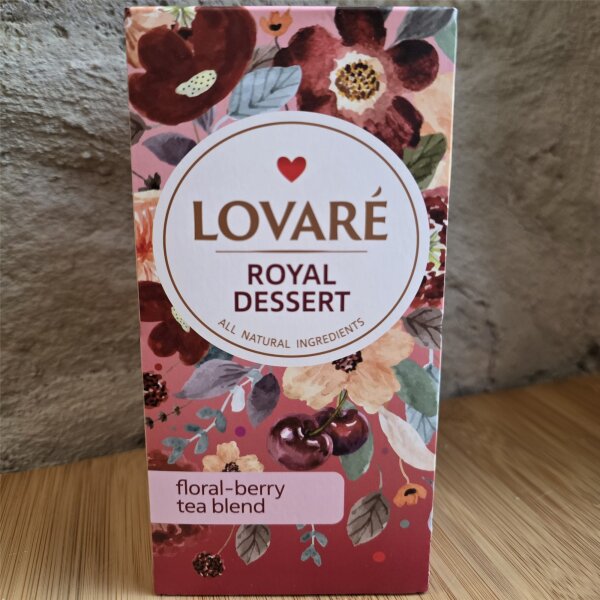 LOVARÉ
ROYAL
DESSERT
ALL NATURAL INGREDIENTS
floral-berry
tea blend